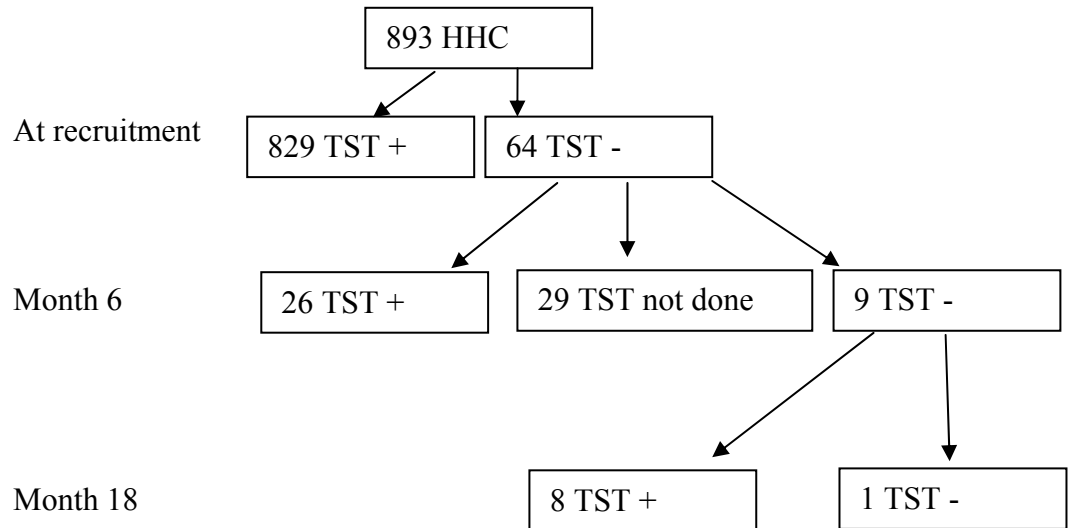 893 HHC
At recruitment
829 TST +
64 TST -
Month 6
26 TST +
29 TST not done
9 TST -
Month 18
8 TST +
1 TST -